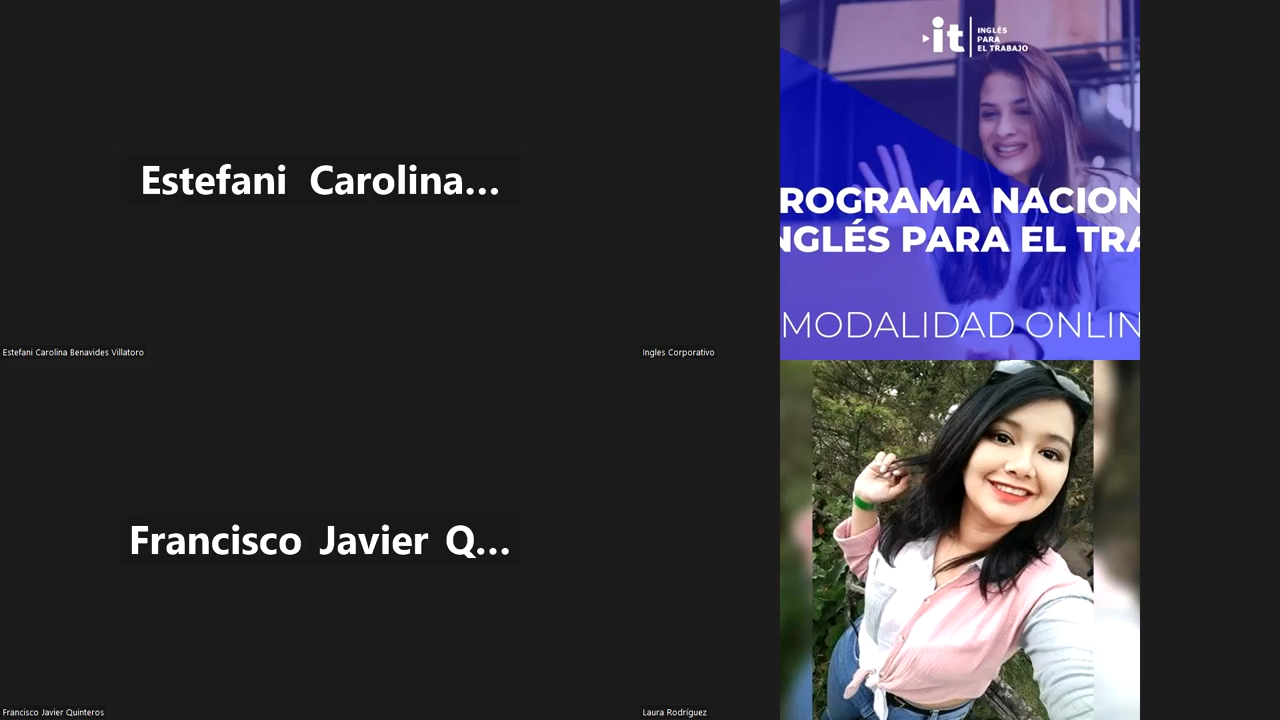 Estefani Carolina...
Estefani Carolina Benavides Villatoro
it
INGLÉS
PARA
EL TRABAJO
ROGRAMA NACION
NGLÉS PARA EL TRA
MODALIDAD ONLIN
Ingles Corporativo
Francisco Javier Q...
Francisco Javier Quinteros
Laura Rodríguez